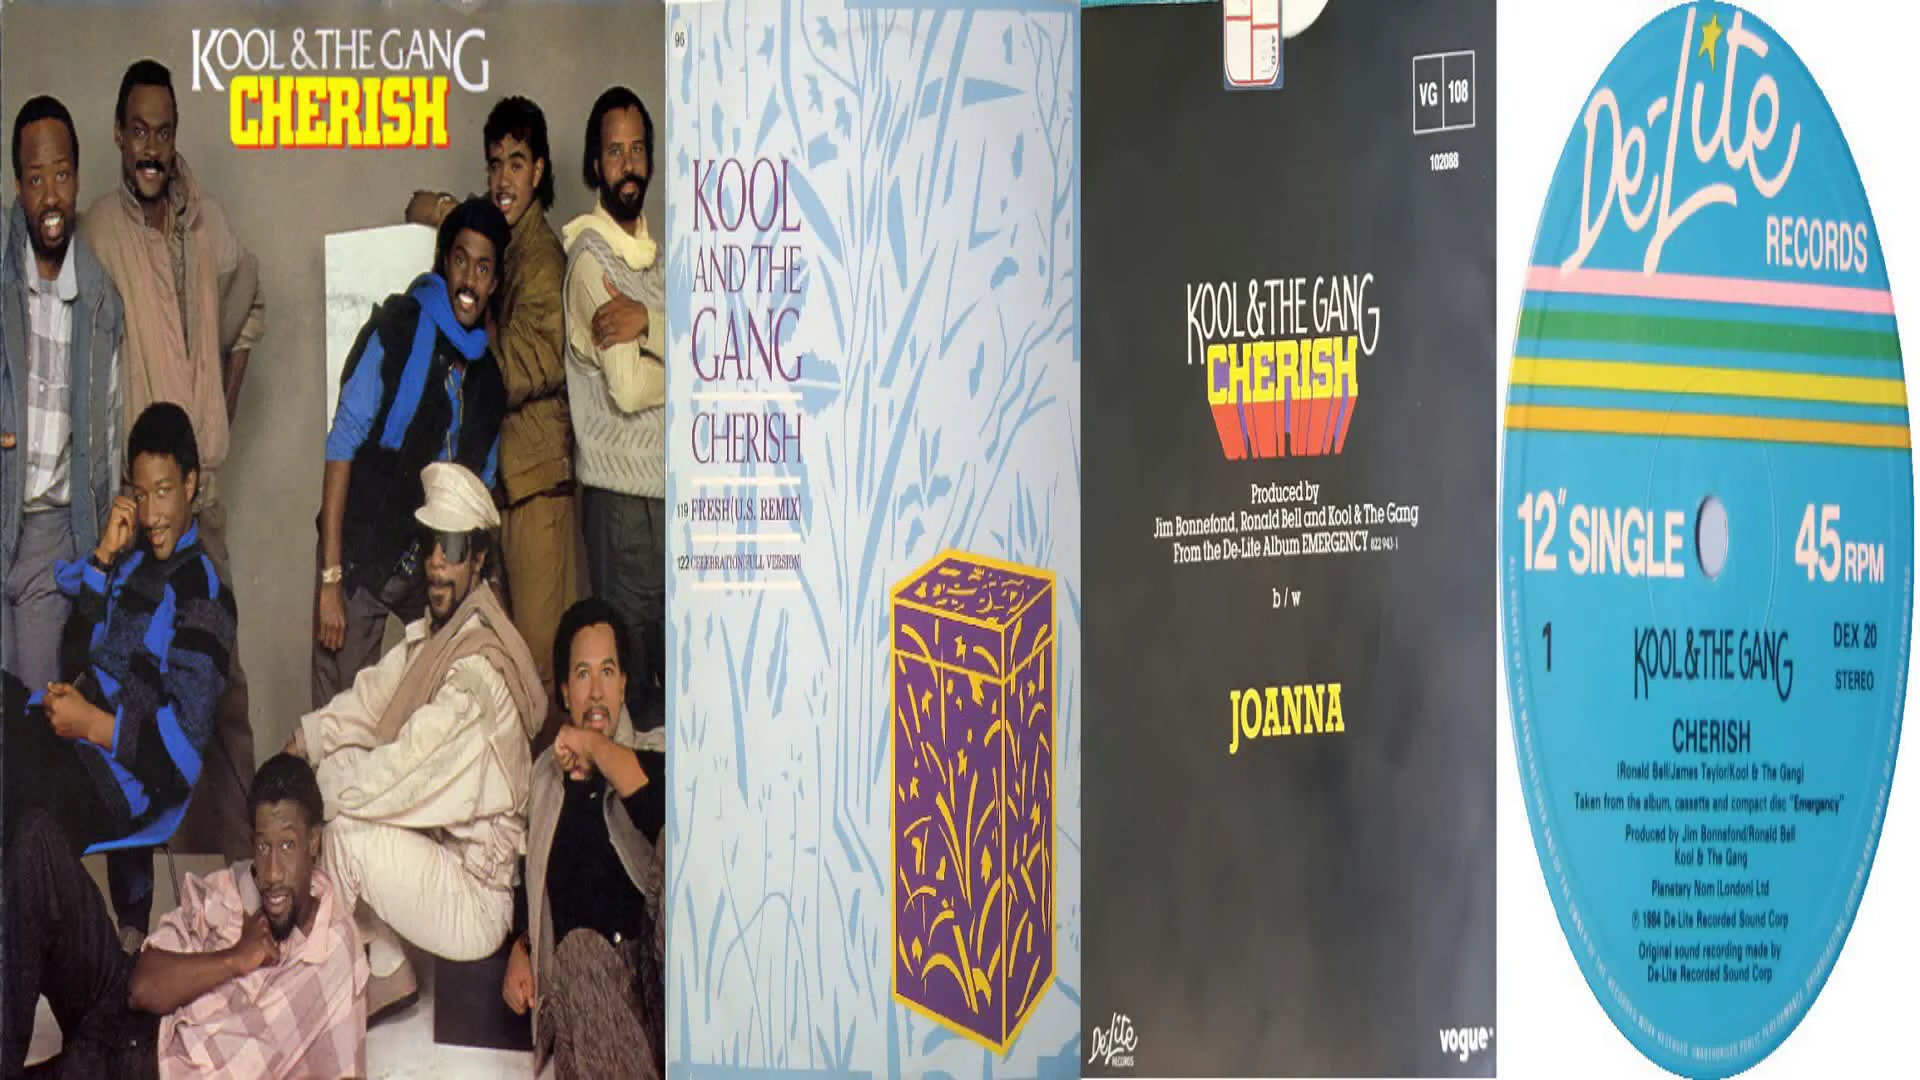 KOOL & THE GANG
CHERISH
96
KOOL
AND THE
GANG
CHERISH
119 FRESH(U.S. REMIX)
122 CELEBRATION(FULL VERSION)
VG 108
102088
KOOL & THE GANG
CHERISH
Produced by
Jim Bonnefond, Ronald Bell and Kool & The Gang
From the De-Lite Album EMERGENCY 822 943-1
b/w
JOANNA
De-Lite
RECORDS
vogue
De-Lite
RECORDS
12" SINGLE 45 RPM
1
KOOL & THE GANG
DEX 20
STEREO
CHERISH
(Ronald Bell/James Taylor/Kool & The Gang)
Taken from the album, cassette and compact disc "Emergency"
Produced by Jim Bonnefond/Ronald Bell
Kool & The Gang
Planetary Nom (London) Ltd
℗ 1984 De-Lite Recorded Sound Corp
Original sound recording made by
De-Lite Recorded Sound Corp